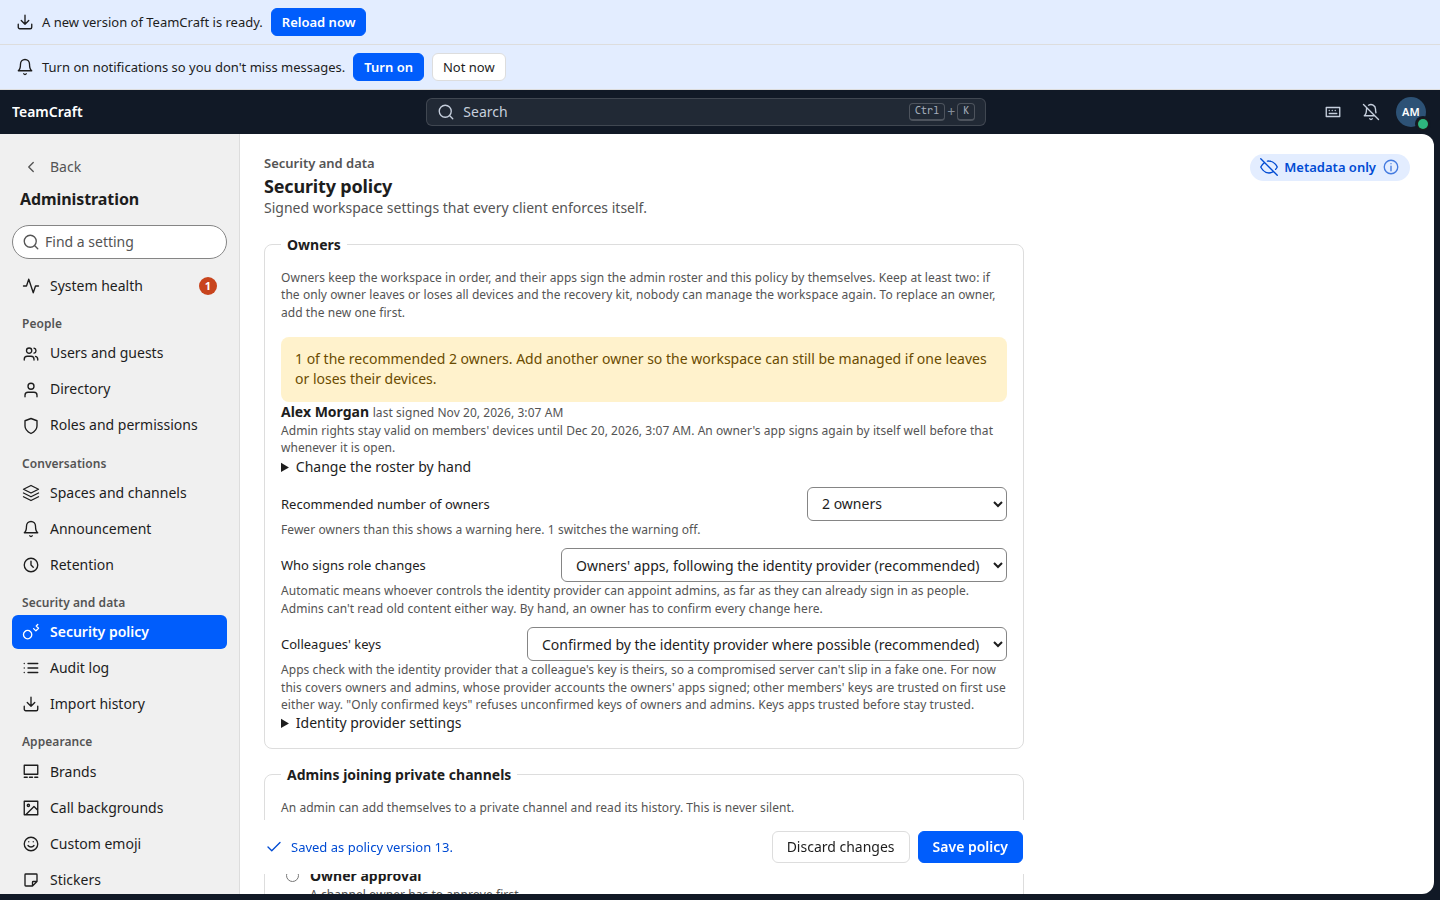 A new version of TeamCraft is ready. Reload now
Turn on notifications so you don't miss messages. Turn on Not now
TeamCraft
Search
Ctrl + K
AM
Back
Administration
Find a setting
System health 1
People
Users and guests
Directory
Roles and permissions
Conversations
Spaces and channels
Announcement
Retention
Security and data
Security policy
Audit log
Import history
Appearance
Brands
Call backgrounds
Custom emoji
Stickers
Security and data
Security policy
Signed workspace settings that every client enforces itself.
Metadata only
Owners
Owners keep the workspace in order, and their apps sign the admin roster and this policy by themselves. Keep at least two: if
the only owner leaves or loses all devices and the recovery kit, nobody can manage the workspace again. To replace an owner,
add the new one first.
1 of the recommended 2 owners. Add another owner so the workspace can still be managed if one leaves
or loses their devices.
Alex Morgan last signed Nov 20, 2026, 3:07 AM
Admin rights stay valid on members' devices until Dec 20, 2026, 3:07 AM. An owner's app signs again by itself well before that
whenever it is open.
Change the roster by hand
Recommended number of owners 2 owners
Fewer owners than this shows a warning here. 1 switches the warning off.
Who signs role changes Owners' apps, following the identity provider (recommended)
Automatic means whoever controls the identity provider can appoint admins, as far as they can already sign in as people.
Admins can't read old content either way. By hand, an owner has to confirm every change here.
Colleagues' keys Confirmed by the identity provider where possible (recommended)
Apps check with the identity provider that a colleague's key is theirs, so a compromised server can't slip in a fake one. For now
this covers owners and admins, whose provider accounts the owners' apps signed; other members' keys are trusted on first use
either way. "Only confirmed keys" refuses unconfirmed keys of owners and admins. Keys apps trusted before stay trusted.
Identity provider settings
Admins joining private channels
An admin can add themselves to a private channel and read its history. This is never silent.
Saved as policy version 13. Discard changes Save policy
Owner approval
A channel owner has to approve first.